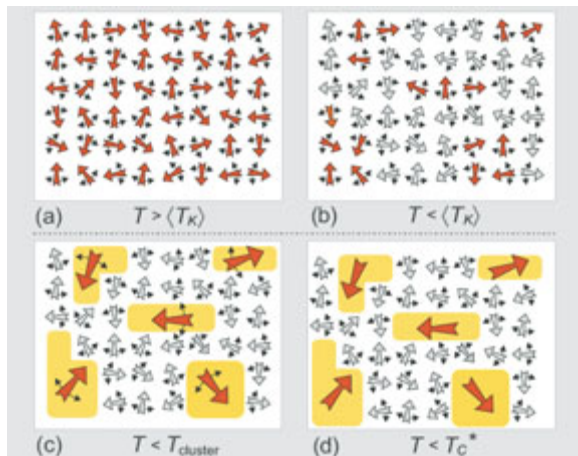 (a) T > ⟨T_K⟩
(b) T < ⟨T_K⟩
(c) T < T_cluster
(d) T < T_C*